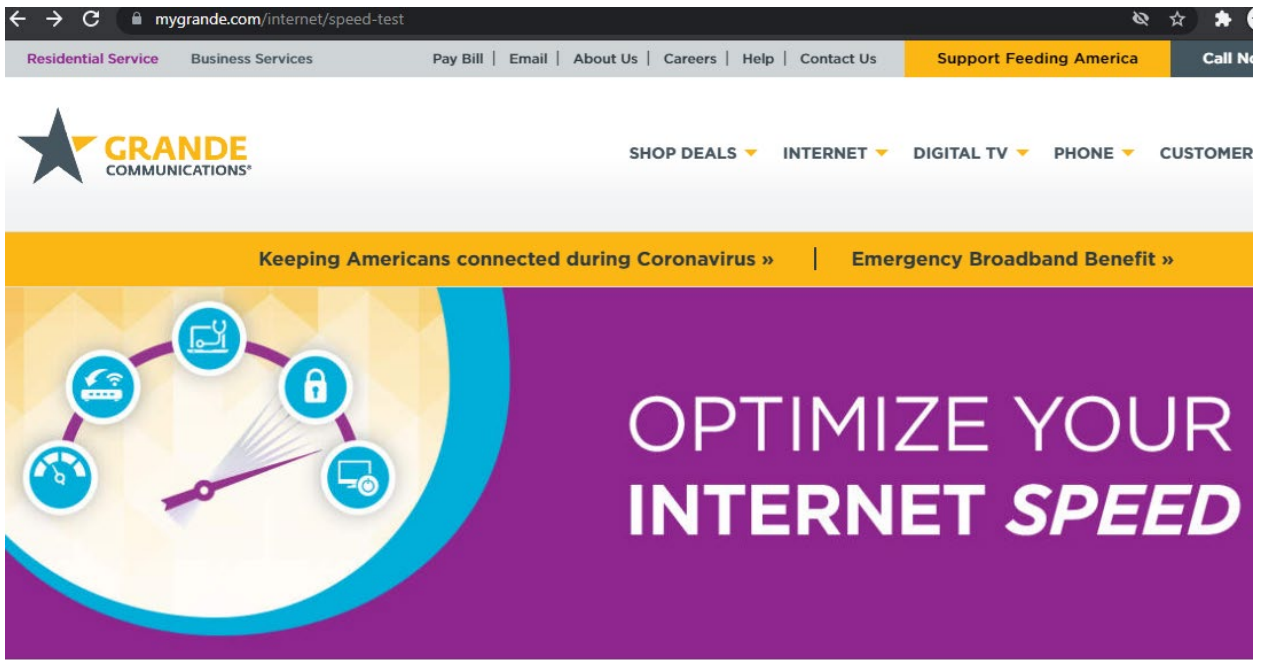 mygrande.com/internet/speed-test
Residential Service Business Services Pay Bill | Email | About Us | Careers | Help | Contact Us Support Feeding America Call
GRANDE
COMMUNICATIONS®
SHOP DEALS INTERNET DIGITAL TV PHONE CUSTOMER
Keeping Americans connected during Coronavirus » | Emergency Broadband Benefit »
OPTIMIZE YOUR
INTERNET SPEED